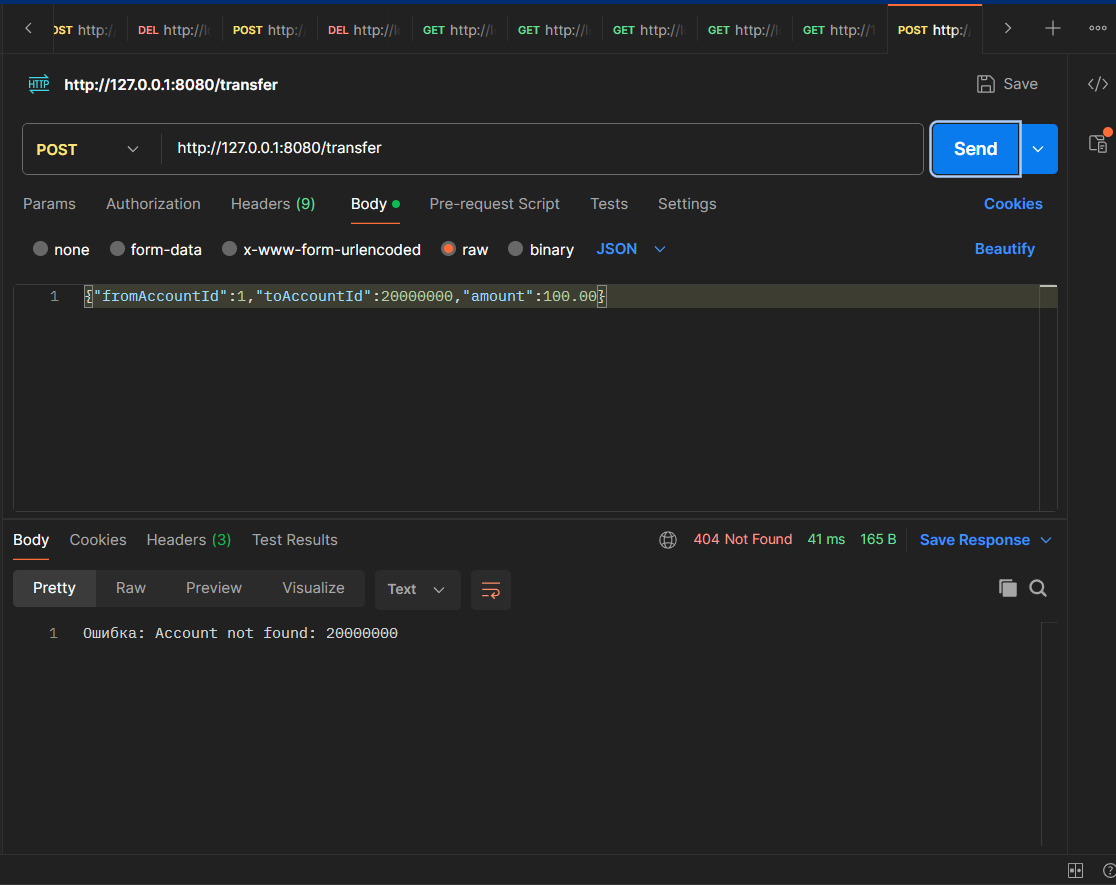 OST http:/
DEL http://l
POST http:/
DEL http://l
GET http://l
GET http://l
GET http://l
GET http://l
GET http://1
POST http:/
HTTP http://127.0.0.1:8080/transfer
Save
POST http://127.0.0.1:8080/transfer Send
Params Authorization Headers (9) Body Pre-request Script Tests Settings Cookies
none form-data x-www-form-urlencoded raw binary JSON Beautify
1 {"fromAccountId":1,"toAccountId":20000000,"amount":100.00}
Body Cookies Headers (3) Test Results 404 Not Found 41 ms 165 B Save Response
Pretty Raw Preview Visualize Text
1 Ошибка: Account not found: 20000000